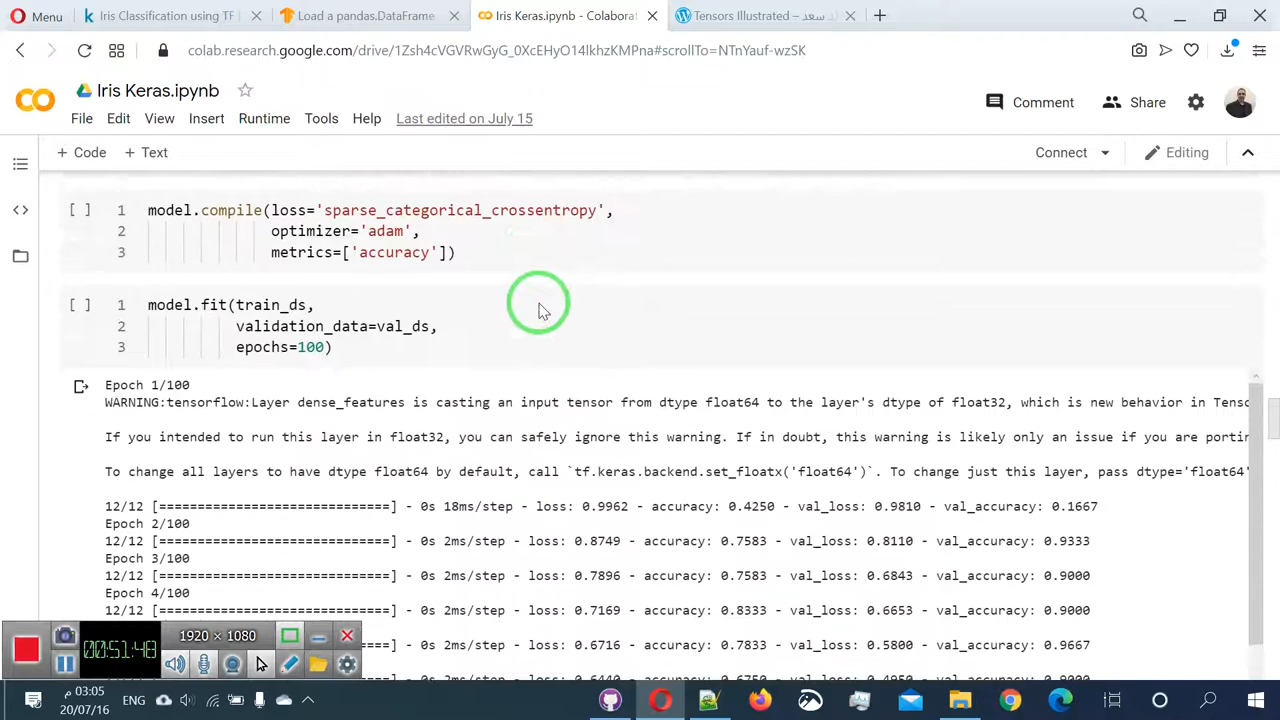 Menu
Iris Classification using TF
Load a pandas.DataFrame
Iris Keras.ipynb - Colabora
Tensors Illustrated – د سعد
colab.research.google.com/drive/1Zsh4cVGVRwGyG_0XcEHyO14lkhzKMPna#scrollTo=NTnYauf-wzSK
Iris Keras.ipynb
Comment
Share
File Edit View Insert Runtime Tools Help Last edited on July 15
+ Code + Text
Connect
Editing
[ ] 1 model.compile(loss='sparse_categorical_crossentropy',
2 optimizer='adam',
3 metrics=['accuracy'])
[ ] 1 model.fit(train_ds,
2 validation_data=val_ds,
3 epochs=100)
Epoch 1/100
WARNING:tensorflow:Layer dense_features is casting an input tensor from dtype float64 to the layer's dtype of float32, which is new behavior in Tenso
If you intended to run this layer in float32, you can safely ignore this warning. If in doubt, this warning is likely only an issue if you are portin
To change all layers to have dtype float64 by default, call `tf.keras.backend.set_floatx('float64')`. To change just this layer, pass dtype='float64'
12/12 [==============================] - 0s 18ms/step - loss: 0.9962 - accuracy: 0.4250 - val_loss: 0.9810 - val_accuracy: 0.1667
Epoch 2/100
12/12 [==============================] - 0s 2ms/step - loss: 0.8749 - accuracy: 0.7583 - val_loss: 0.8110 - val_accuracy: 0.9333
Epoch 3/100
12/12 [==============================] - 0s 2ms/step - loss: 0.7896 - accuracy: 0.7583 - val_loss: 0.6843 - val_accuracy: 0.9000
Epoch 4/100
12/12 [==============================] - 0s 2ms/step - loss: 0.7169 - accuracy: 0.8333 - val_loss: 0.6653 - val_accuracy: 0.9000
=====] - 0s 2ms/step - loss: 0.6716 - accuracy: 0.7833 - val_loss: 0.5800 - val_accuracy: 0.9667
1920 × 1080
00:51:48
ENG
03:05 م
20/07/16